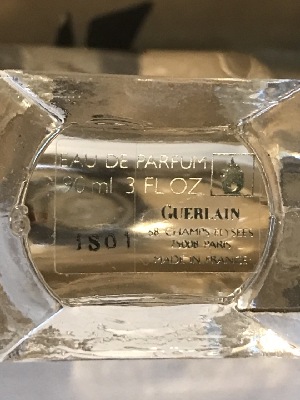 EAU DE PARFUM
90 ml 3 FL.OZ
GUERLAIN
1S01
68 CHAMPS ELYSEES
75008 PARIS
MADE IN FRANCE